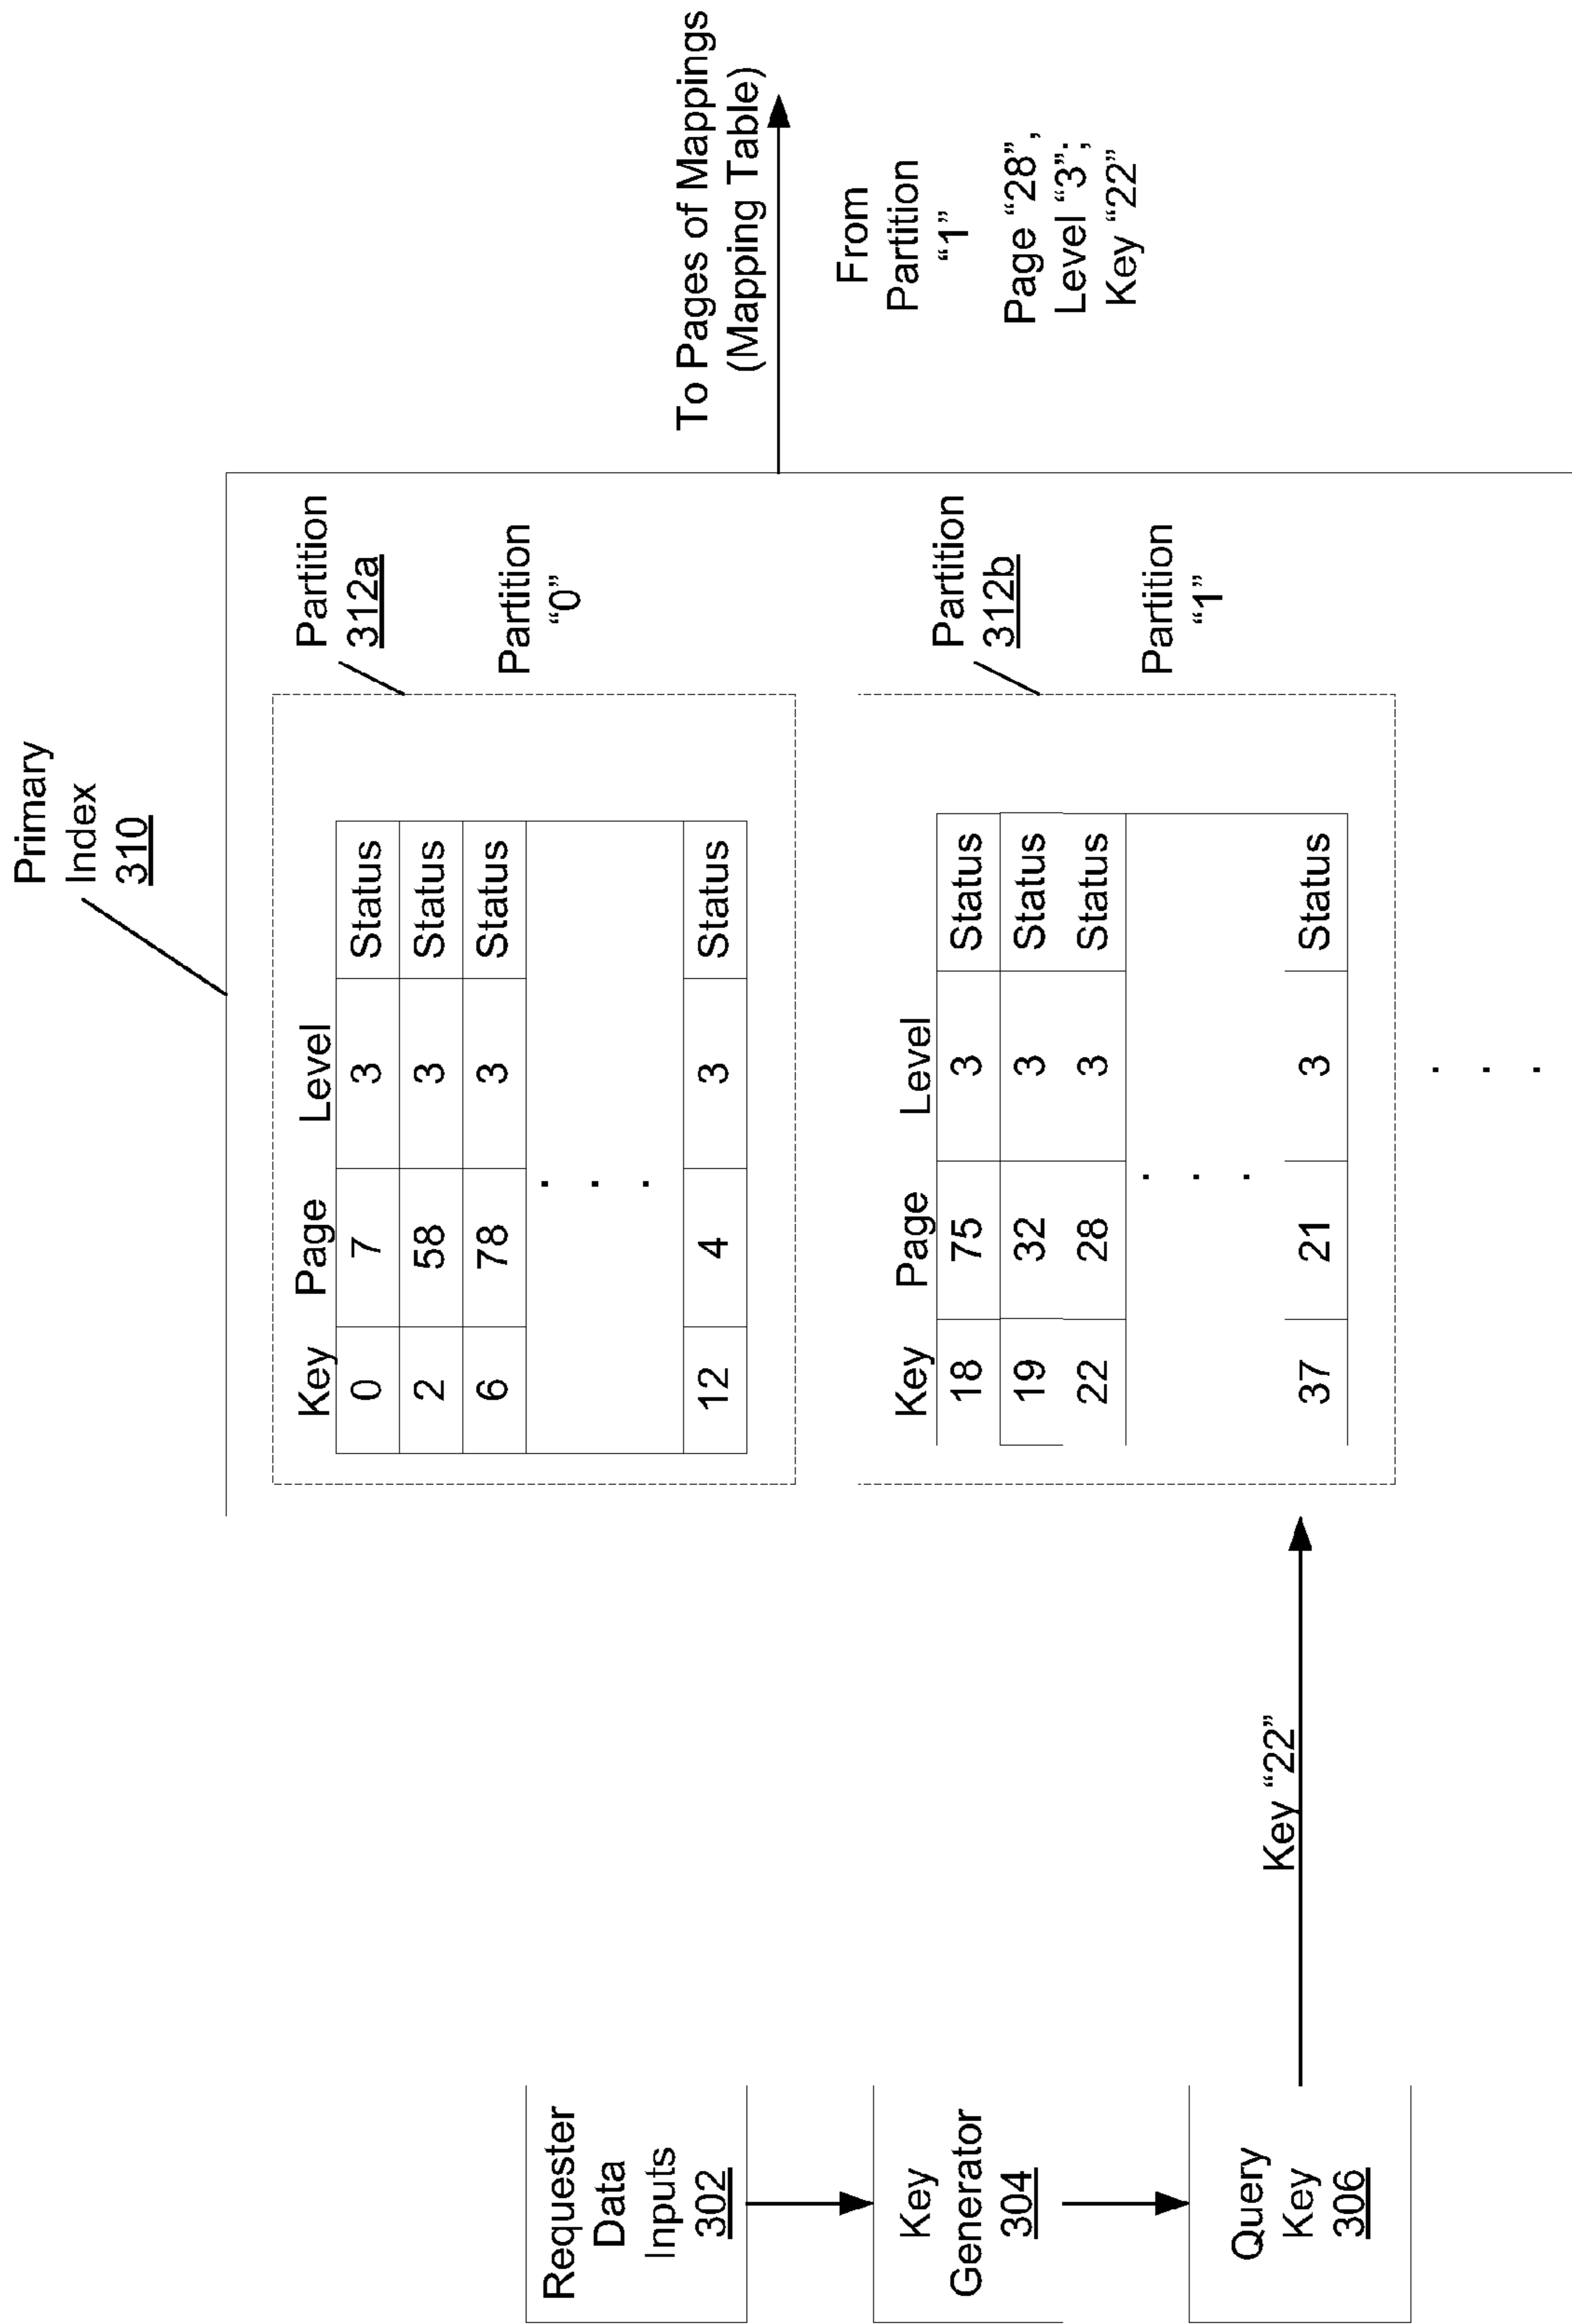 Primary
Index
310
Partition
312a
Partition
“0”
Key Page Level
0 7 3 Status
2 58 3 Status
6 78 3 Status
. . .
12 4 3 Status
Partition
312b
Partition
“1”
Key Page Level
18 75 3 Status
19 32 3 Status
22 28 3 Status
. . .
37 21 3 Status
. . .
To Pages of Mappings
(Mapping Table)
From
Partition
“1”
Page “28”,
Level “3”;
Key “22”
Requester
Data
Inputs
302
Key
Generator
304
Query
Key
306
Key “22”